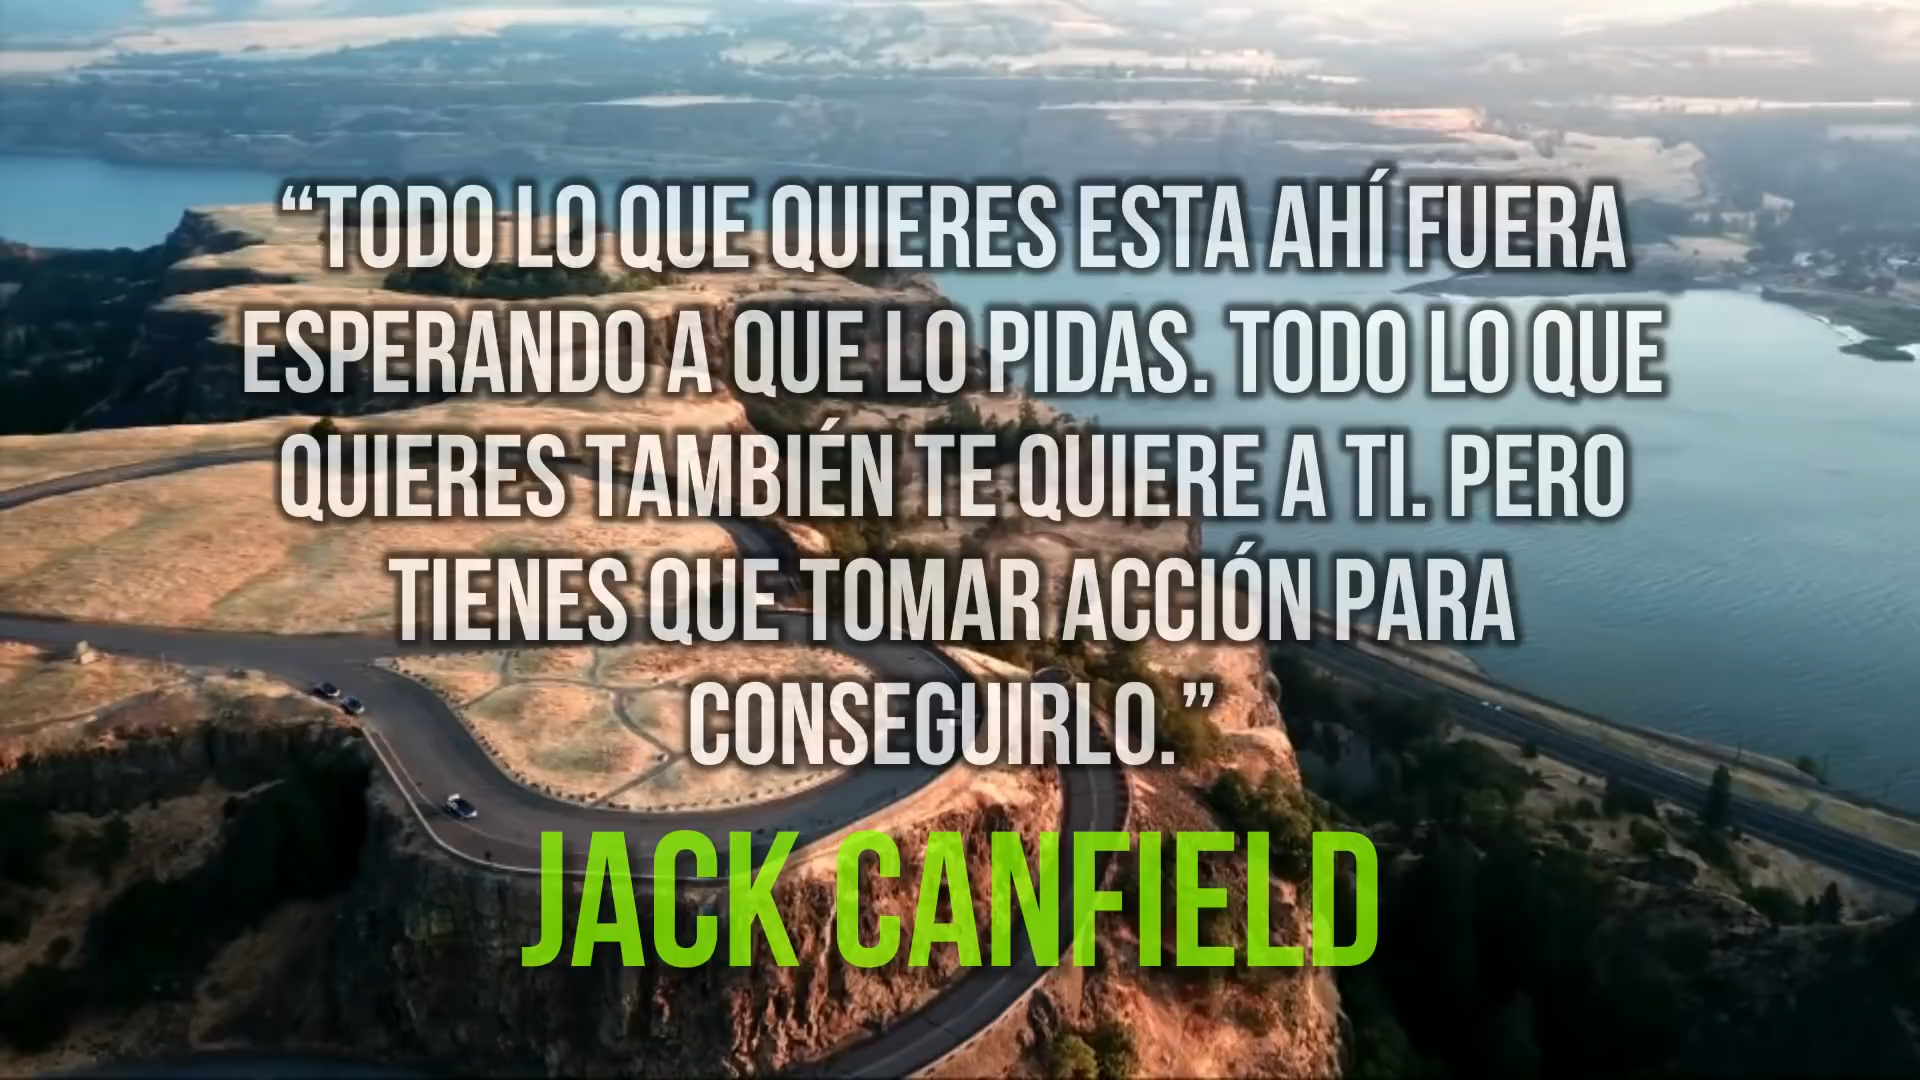 “TODO LO QUE QUIERES ESTA AHÍ FUERA
ESPERANDO A QUE LO PIDAS. TODO LO QUE
QUIERES TAMBIÉN TE QUIERE A TI. PERO
TIENES QUE TOMAR ACCIÓN PARA
CONSEGUIRLO.”
JACK CANFIELD